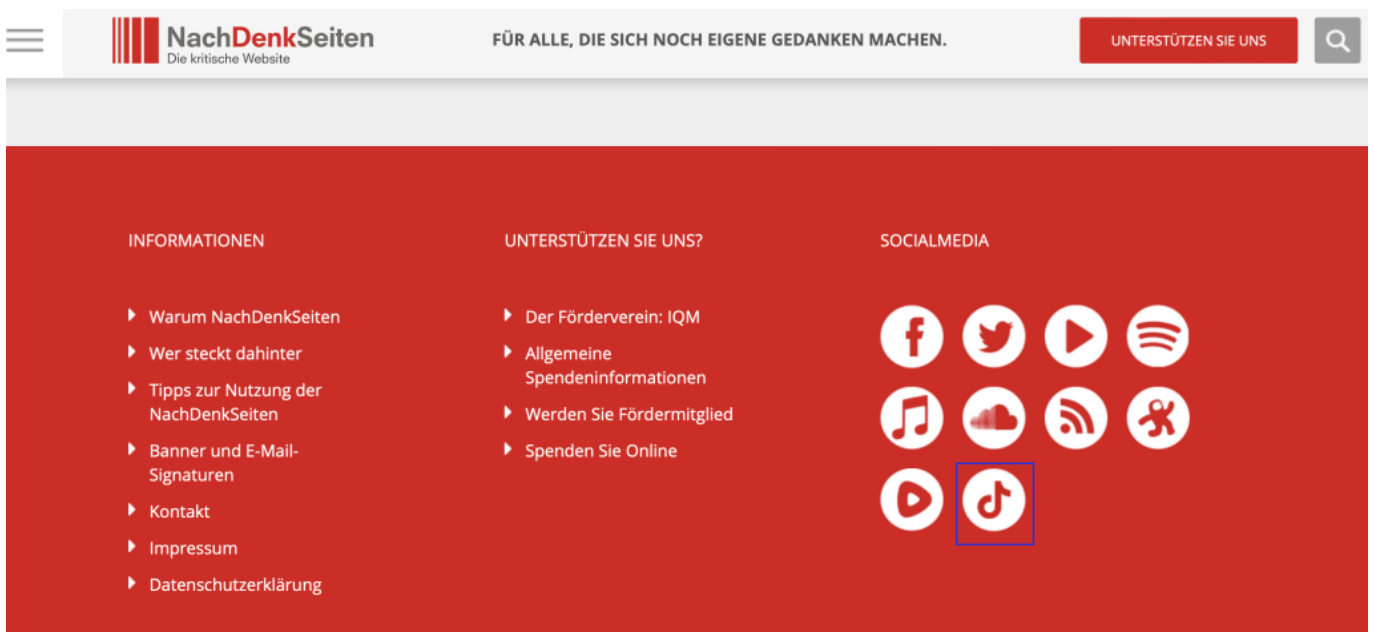 NachDenkSeiten
Die kritische Website
FÜR ALLE, DIE SICH NOCH EIGENE GEDANKEN MACHEN.
UNTERSTÜTZEN SIE UNS
INFORMATIONEN
Warum NachDenkSeiten
Wer steckt dahinter
Tipps zur Nutzung der
NachDenkSeiten
Banner und E-Mail-
Signaturen
Kontakt
Impressum
Datenschutzerklärung
UNTERSTÜTZEN SIE UNS?
Der Förderverein: IQM
Allgemeine
Spendeninformationen
Werden Sie Fördermitglied
Spenden Sie Online
SOCIALMEDIA